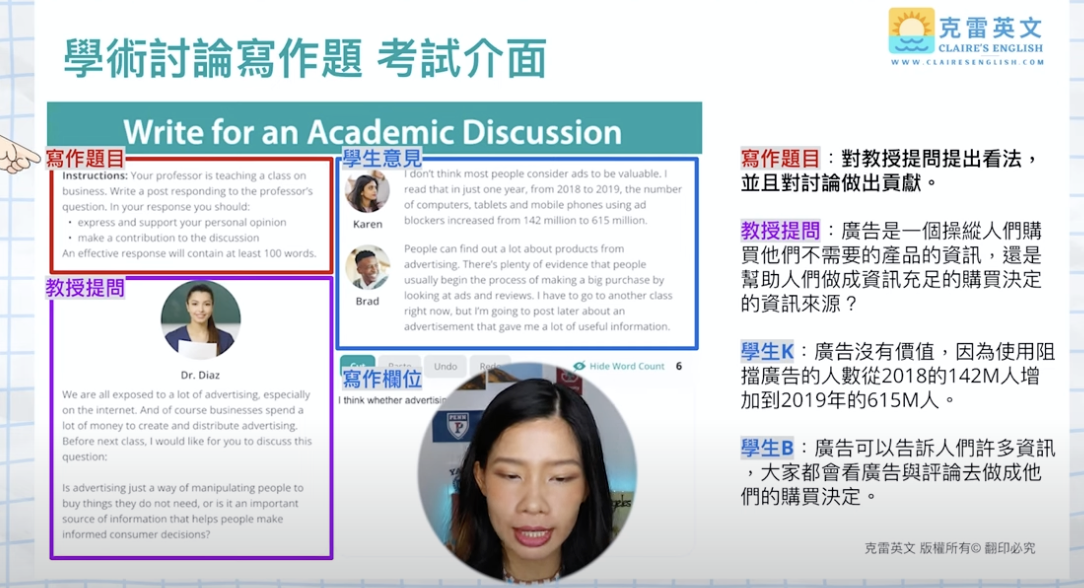 學術討論寫作題 考試介面
克雷英文
CLAIRE'S ENGLISH
WWW.CLAIRESENGLISH.COM
Write for an Academic Discussion
寫作題目
Instructions: Your professor is teaching a class on
business. Write a post responding to the professor's
question. In your response you should:
• express and support your personal opinion
• make a contribution to the discussion
An effective response will contain at least 100 words.
教授提問
Dr. Diaz
We are all exposed to a lot of advertising, especially
on the internet. And of course businesses spend a
lot of money to create and distribute advertising.
Before next class, I would like for you to discuss this
question:
Is advertising just a way of manipulating people to
buy things they do not need, or is it an important
source of information that helps people make
informed consumer decisions?
學生意見
I don't think most people consider ads to be valuable. I
read that in just one year, from 2018 to 2019, the number
of computers, tablets and mobile phones using ad
blockers increased from 142 million to 615 million.
Karen
People can find out a lot about products from
advertising. There's plenty of evidence that people
usually begin the process of making a big purchase by
looking at ads and reviews. I have to go to another class
right now, but I'm going to post later about an
advertisement that gave me a lot of useful information.
Brad
Undo
Hide Word Count 6
寫作欄位
I think whether advertisin
PENN
P
寫作題目：對教授提問提出看法，
並且對討論做出貢獻。
教授提問：廣告是一個操縱人們購
買他們不需要的產品的資訊，還是
幫助人們做成資訊充足的購買決定
的資訊來源？
學生K：廣告沒有價值，因為使用阻
擋廣告的人數從2018的142M人增
加到2019年的615M人。
學生B：廣告可以告訴人們許多資訊
，大家都會看廣告與評論去做成他
們的購買決定。
克雷英文 版權所有© 翻印必究